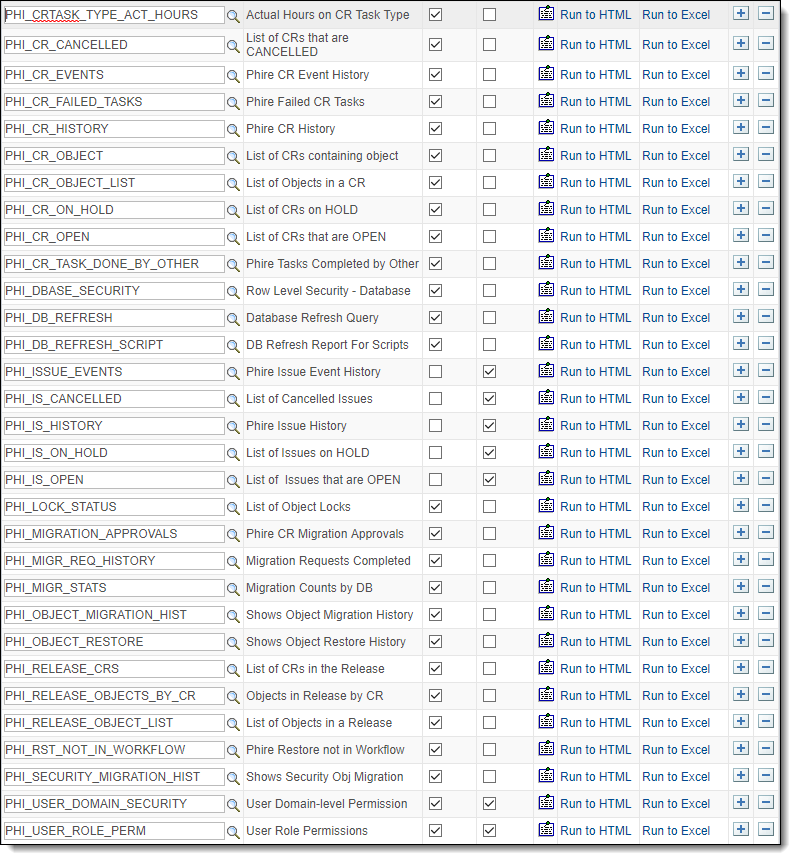 PHI_CRTASK_TYPE_ACT_HOURS Actual Hours on CR Task Type Run to HTML Run to Excel
PHI_CR_CANCELLED List of CRs that are CANCELLED Run to HTML Run to Excel
PHI_CR_EVENTS Phire CR Event History Run to HTML Run to Excel
PHI_CR_FAILED_TASKS Phire Failed CR Tasks Run to HTML Run to Excel
PHI_CR_HISTORY Phire CR History Run to HTML Run to Excel
PHI_CR_OBJECT List of CRs containing object Run to HTML Run to Excel
PHI_CR_OBJECT_LIST List of Objects in a CR Run to HTML Run to Excel
PHI_CR_ON_HOLD List of CRs on HOLD Run to HTML Run to Excel
PHI_CR_OPEN List of CRs that are OPEN Run to HTML Run to Excel
PHI_CR_TASK_DONE_BY_OTHER Phire Tasks Completed by Other Run to HTML Run to Excel
PHI_DBASE_SECURITY Row Level Security - Database Run to HTML Run to Excel
PHI_DB_REFRESH Database Refresh Query Run to HTML Run to Excel
PHI_DB_REFRESH_SCRIPT DB Refresh Report For Scripts Run to HTML Run to Excel
PHI_ISSUE_EVENTS Phire Issue Event History Run to HTML Run to Excel
PHI_IS_CANCELLED List of Cancelled Issues Run to HTML Run to Excel
PHI_IS_HISTORY Phire Issue History Run to HTML Run to Excel
PHI_IS_ON_HOLD List of Issues on HOLD Run to HTML Run to Excel
PHI_IS_OPEN List of  Issues that are OPEN Run to HTML Run to Excel
PHI_LOCK_STATUS List of Object Locks Run to HTML Run to Excel
PHI_MIGRATION_APPROVALS Phire CR Migration Approvals Run to HTML Run to Excel
PHI_MIGR_REQ_HISTORY Migration Requests Completed Run to HTML Run to Excel
PHI_MIGR_STATS Migration Counts by DB Run to HTML Run to Excel
PHI_OBJECT_MIGRATION_HIST Shows Object Migration History Run to HTML Run to Excel
PHI_OBJECT_RESTORE Shows Object Restore History Run to HTML Run to Excel
PHI_RELEASE_CRS List of CRs in the Release Run to HTML Run to Excel
PHI_RELEASE_OBJECTS_BY_CR Objects in Release by CR Run to HTML Run to Excel
PHI_RELEASE_OBJECT_LIST List of Objects in a Release Run to HTML Run to Excel
PHI_RST_NOT_IN_WORKFLOW Phire Restore not in Workflow Run to HTML Run to Excel
PHI_SECURITY_MIGRATION_HIST Shows Security Obj Migration Run to HTML Run to Excel
PHI_USER_DOMAIN_SECURITY User Domain-level Permission Run to HTML Run to Excel
PHI_USER_ROLE_PERM User Role Permissions Run to HTML Run to Excel